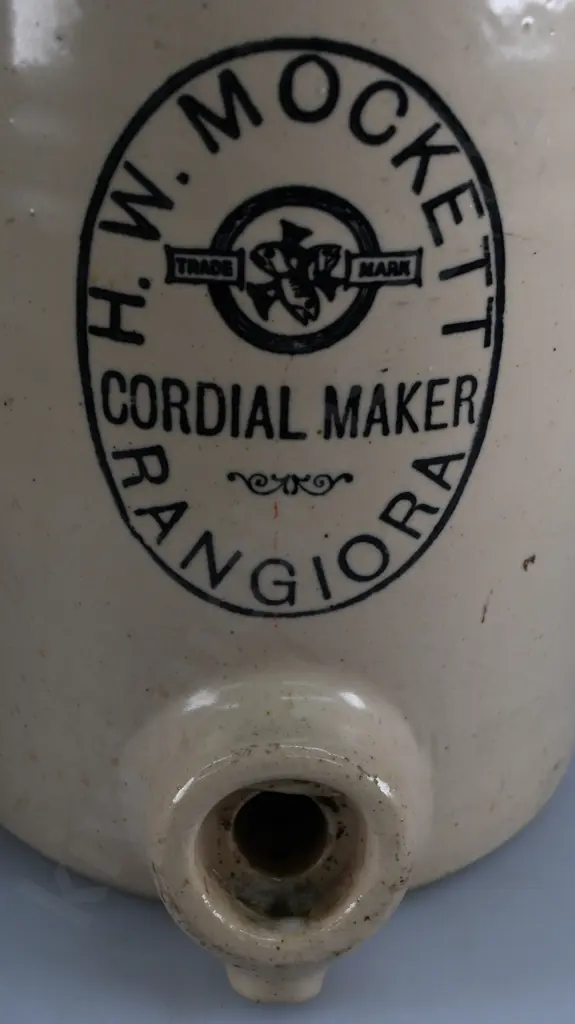 H. W. MOCKETT
TRADE MARK
CORDIAL MAKER
RANGIORA